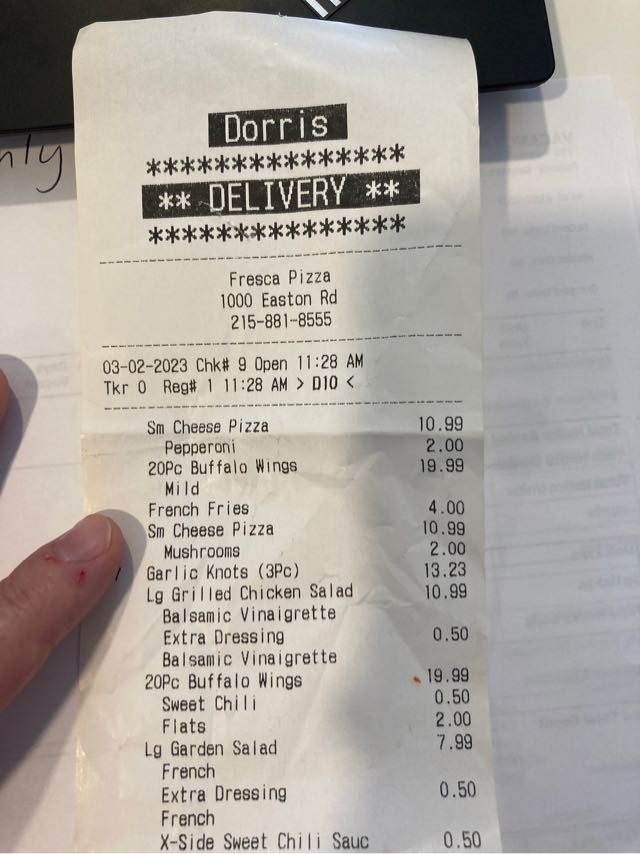 nly
Dorris
***************
** DELIVERY **
***************
Fresca Pizza
1000 Easton Rd
215-881-8555
03-02-2023 Chk# 9 Open 11:28 AM
Tkr 0 Reg# 1 11:28 AM > D10 <
Sm Cheese Pizza 10.99
Pepperoni 2.00
20Pc Buffalo Wings 19.99
Mild
French Fries 4.00
Sm Cheese Pizza 10.99
Mushrooms 2.00
Garlic Knots (3Pc) 13.23
Lg Grilled Chicken Salad 10.99
Balsamic Vinaigrette
Extra Dressing 0.50
Balsamic Vinaigrette
20Pc Buffalo Wings 19.99
Sweet Chili 0.50
Flats 2.00
Lg Garden Salad 7.99
French
Extra Dressing 0.50
French
X-Side Sweet Chili Sauc 0.50